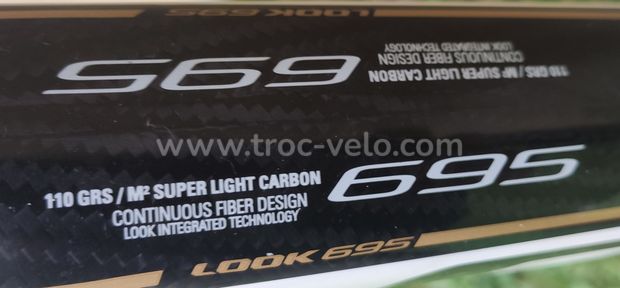 LOOK 695
695
110 GRS / M² SUPER LIGHT CARBON
CONTINUOUS FIBER DESIGN
LOOK INTEGRATED TECHNOLOGY
www.troc-velo.com
110 GRS / M² SUPER LIGHT CARBON
695
CONTINUOUS FIBER DESIGN
LOOK INTEGRATED TECHNOLOGY
LOOK 695